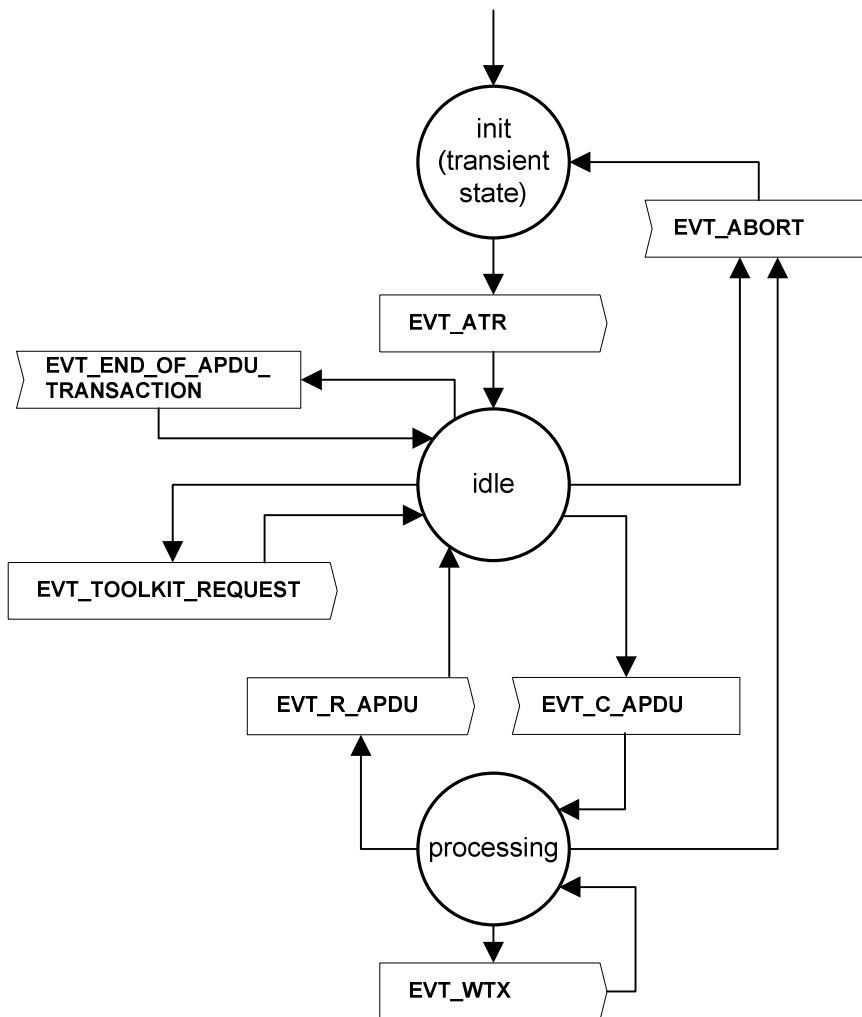 init
(transient
state)
EVT_ABORT
EVT_ATR
EVT_END_OF_APDU_
TRANSACTION
idle
EVT_TOOLKIT_REQUEST
EVT_R_APDU
EVT_C_APDU
processing
EVT_WTX